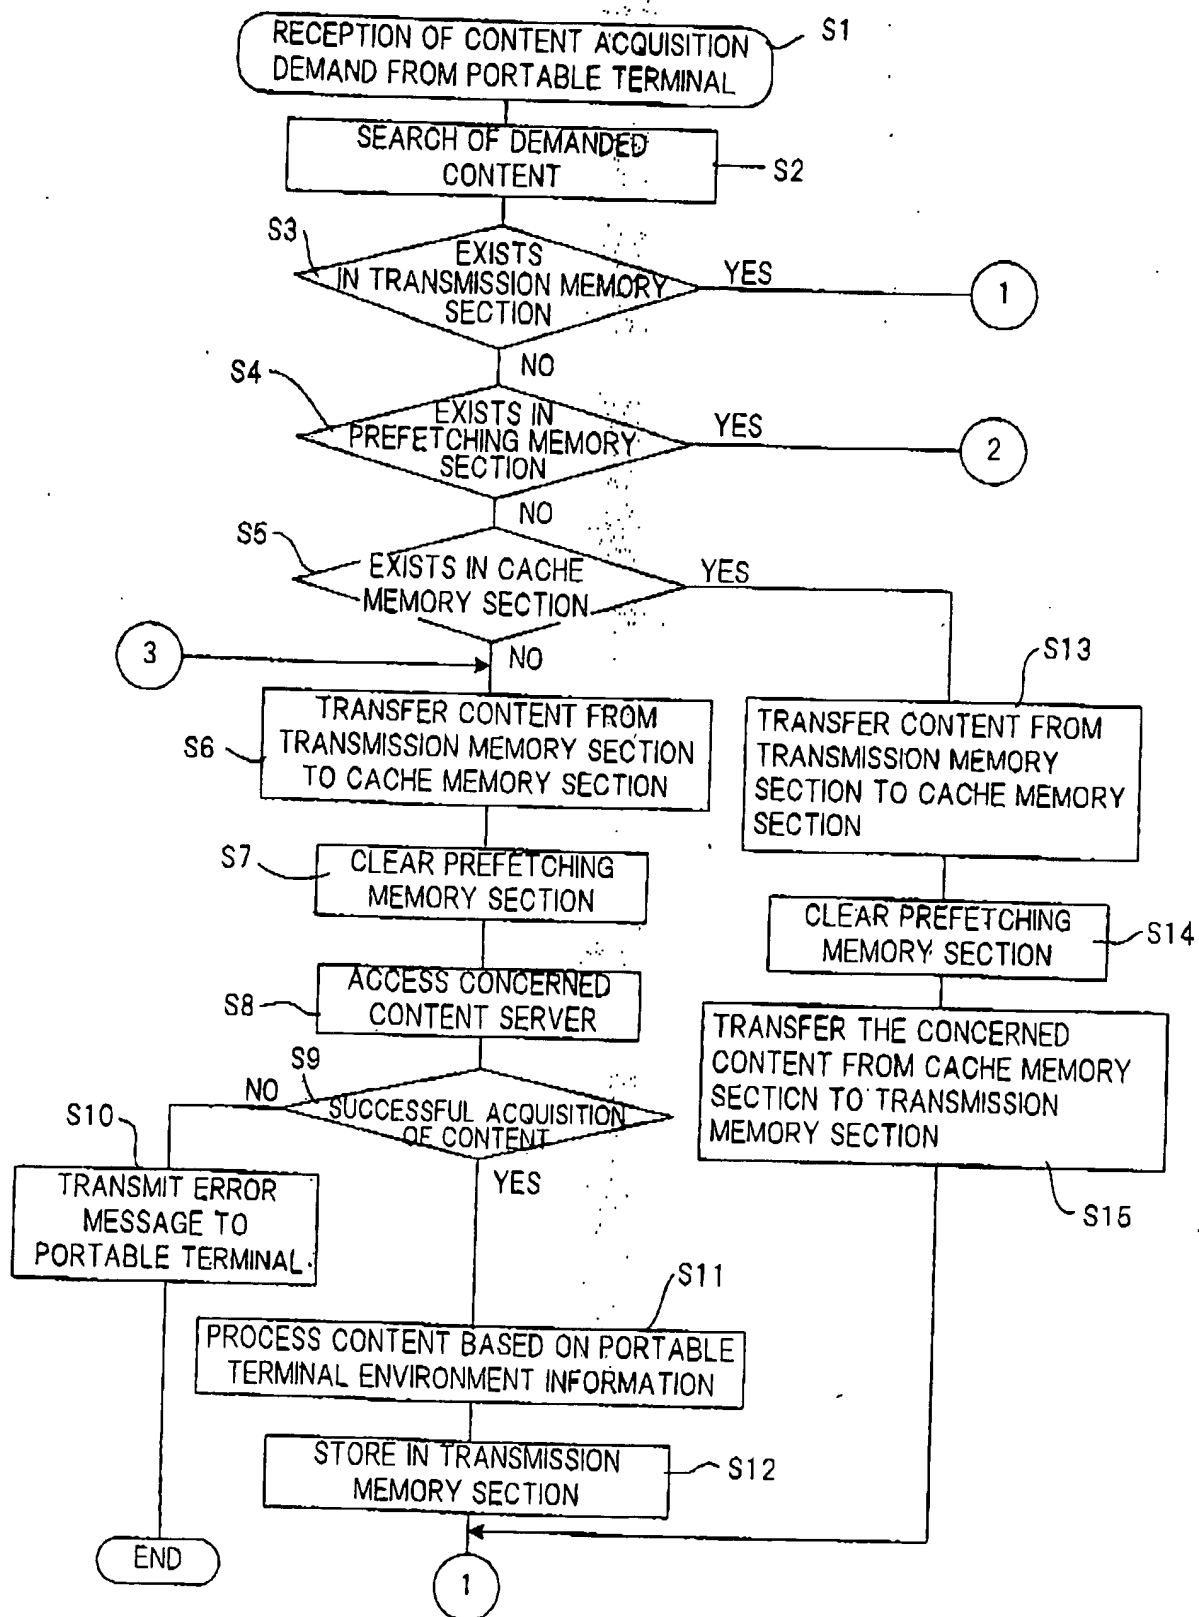 RECEPTION OF CONTENT ACQUISITION
DEMAND FROM PORTABLE TERMINAL
S1
SEARCH OF DEMANDED
CONTENT
S2
S3
EXISTS
IN TRANSMISSION MEMORY
SECTION
YES
1
NO
S4
EXISTS IN
PREFETCHING MEMORY
SECTION
YES
2
NO
S5
EXISTS IN CACHE
MEMORY SECTION
YES
3
NO
S6
TRANSFER CONTENT FROM
TRANSMISSION MEMORY SECTION
TO CACHE MEMORY SECTION
S13
TRANSFER CONTENT FROM
TRANSMISSION MEMORY
SECTION TO CACHE MEMORY
SECTION
S7
CLEAR PREFETCHING
MEMORY SECTION
CLEAR PREFETCHING
MEMORY SECTION
S14
S8
ACCESS CONCERNED
CONTENT SERVER
TRANSFER THE CONCERNED
CONTENT FROM CACHE MEMORY
SECTION TO TRANSMISSION
MEMORY SECTION
S15
S9
NO
SUCCESSFUL ACQUISITION
OF CONTENT
YES
S10
TRANSMIT ERROR
MESSAGE TO
PORTABLE TERMINAL.
S11
PROCESS CONTENT BASED ON PORTABLE
TERMINAL ENVIRONMENT INFORMATION
STORE IN TRANSMISSION
MEMORY SECTION
S12
END
1